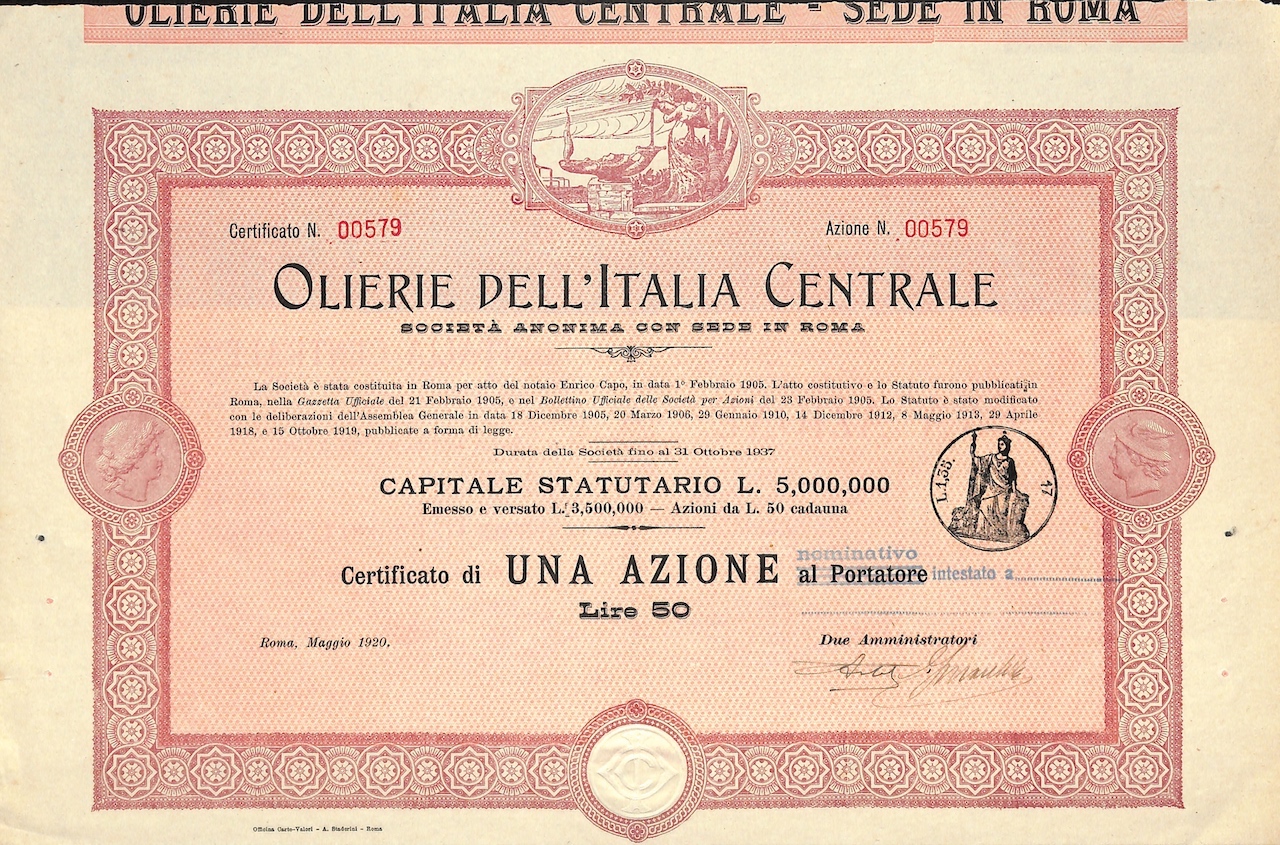 OLIERIE DELL'ITALIA CENTRALE - SEDE IN ROMA
Certificato N. 00579
Azione N. 00579
OLIERIE DELL'ITALIA CENTRALE
SOCIETÀ ANONIMA CON SEDE IN ROMA
La Società è stata costituita in Roma per atto del notaio Enrico Capo, in data 1° Febbraio 1905. L'atto costitutivo e lo Statuto furono pubblicati in
Roma, nella Gazzetta Ufficiale del 21 Febbraio 1905, e nel Bollettino Ufficiale delle Società per Azioni del 23 Febbraio 1905. Lo Statuto è stato modificato
con le deliberazioni dell'Assemblea Generale in data 18 Dicembre 1905, 20 Marzo 1906, 29 Gennaio 1910, 14 Dicembre 1912, 8 Maggio 1913, 29 Aprile
1918, e 15 Ottobre 1919, pubblicate a forma di legge.
Durata della Società fino al 31 Ottobre 1937
CAPITALE STATUTARIO L. 5,000,000
Emesso e versato L. 3,500,000 — Azioni da L. 50 cadauna
L.1,53.
47
nominativo
Certificato di UNA AZIONE al Portatore intestato a
Lire 50
Roma, Maggio 1920.
Due Amministratori
Officina Carte-Valori - A. Staderini - Roma